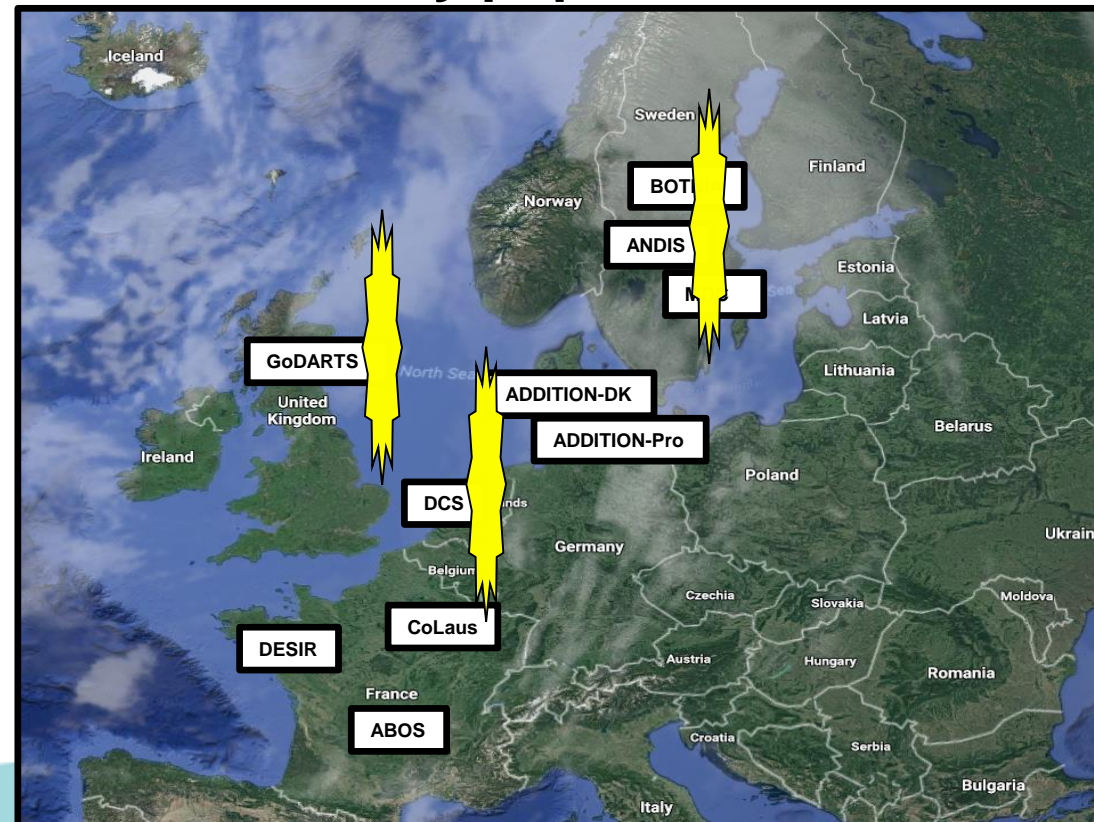 Iceland
Sweden
Finland
Norway
BOT
ANDIS
Estonia
Sea
Latvia
GoDARTS
North Sea
Lithuania
United
Kingdom
ADDITION-DK
ADDITION-Pro
Belarus
Ireland
Poland
DCS
nds
Germany
Ukrain
Belgium
Czechia
Slovakia
Moldova
CoLaus
DESIR
Austria
Hungary
Romania
France
ABOS
Croatia
Serbia
Bulgaria
Italy